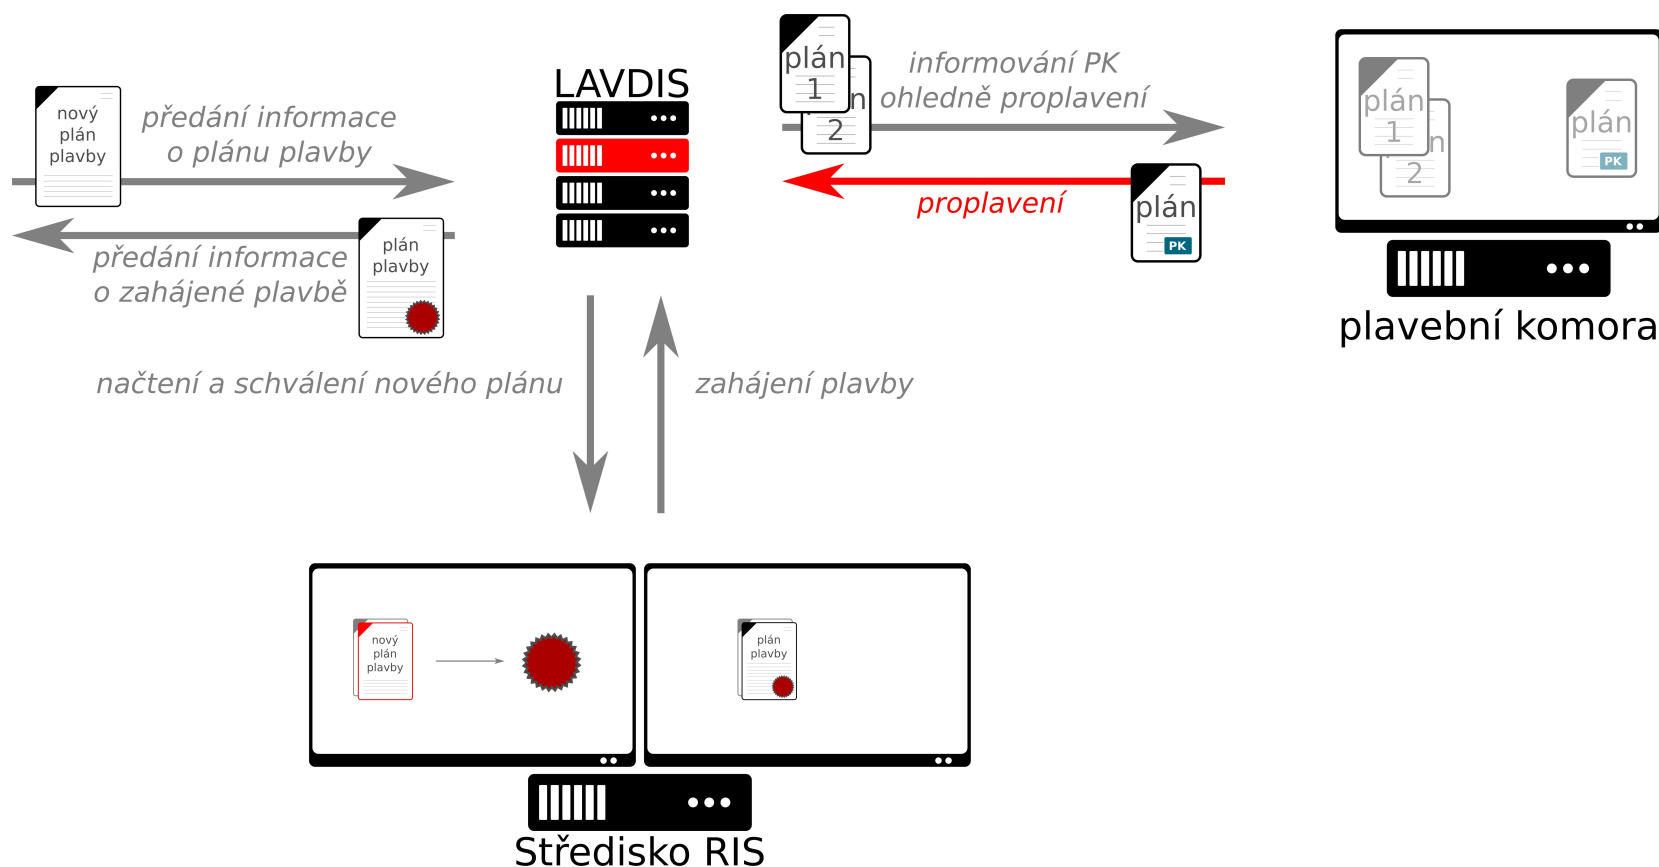 nový
plán
plavby
předání informace
o plánu plavby
předání informace
o zahájené plavbě
plán
plavby
LAVDIS
plán
1
n
2
informování PK
ohledně proplavení
proplavení
plán
PK
plán
1
n
2
plán
PK
plavební komora
načtení a schválení nového plánu
zahájení plavby
nový
plán
plavby
plán
plavby
Středisko RIS